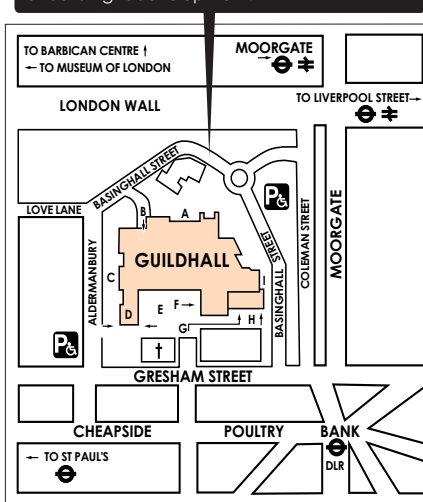 TO BARBICAN CENTRE ↑
← TO MUSEUM OF LONDON
MOORGATE
→
LONDON WALL
TO LIVERPOOL STREET→
BASINGHALL STREET
P
LOVE LANE
B
A
GUILDHALL
C
I
D
E
F →
G
H
ALDERMANBURY
BASINGHALL STREET
COLEMAN STREET
MOORGATE
P
GRESHAM STREET
CHEAPSIDE
POULTRY
BANK
DLR
← TO ST PAUL'S